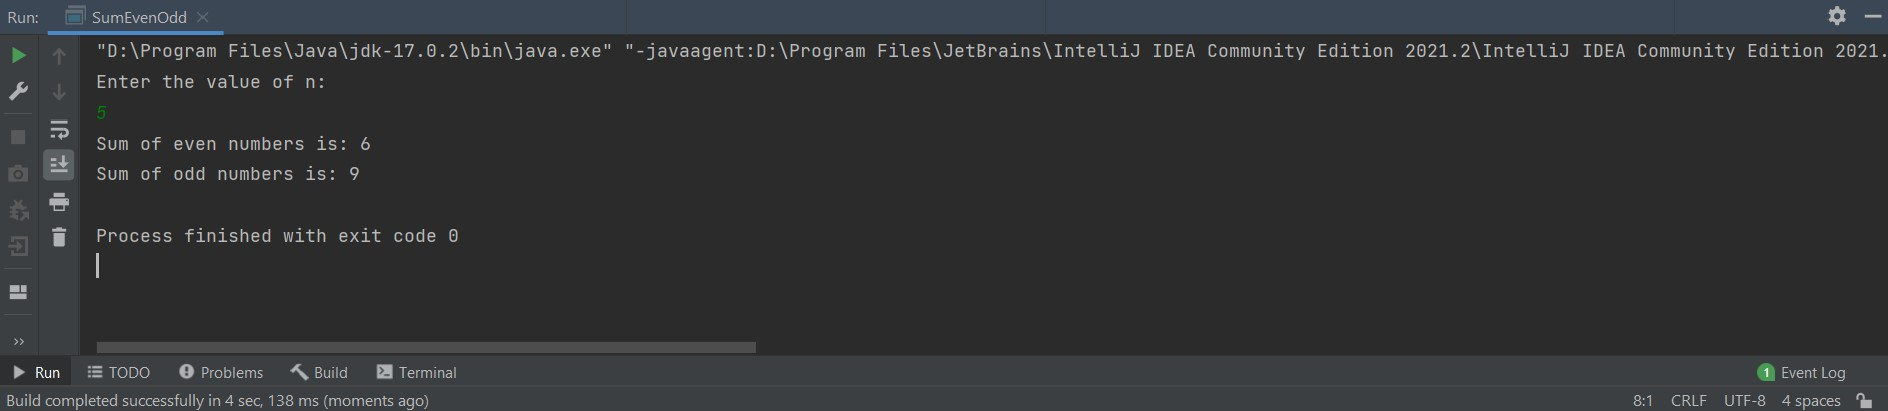 Run: SumEvenOdd
"D:\Program Files\Java\jdk-17.0.2\bin\java.exe" "-javaagent:D:\Program Files\JetBrains\IntelliJ IDEA Community Edition 2021.2\IntelliJ IDEA Community Edition 2021.
Enter the value of n:
5
Sum of even numbers is: 6
Sum of odd numbers is: 9
Process finished with exit code 0
Run TODO Problems Build Terminal 1 Event Log
Build completed successfully in 4 sec, 138 ms (moments ago) 8:1 CRLF UTF-8 4 spaces